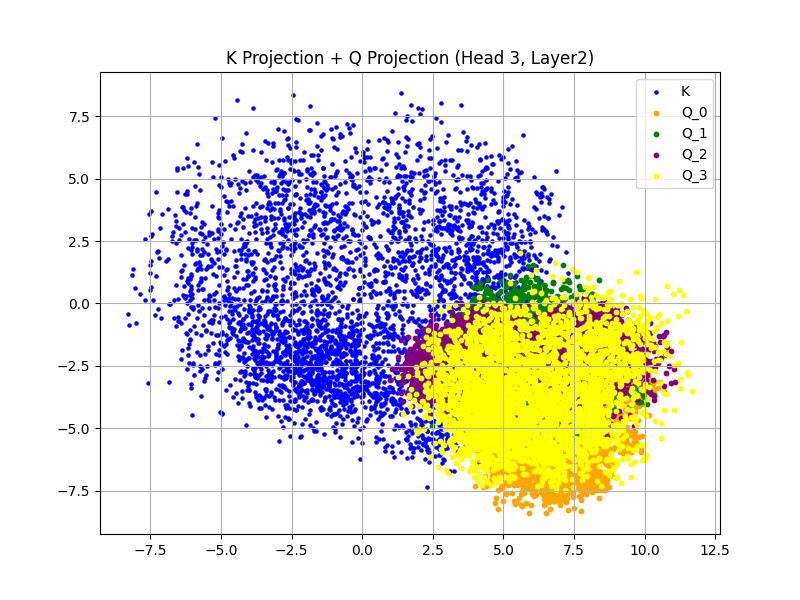 K Projection + Q Projection (Head 3, Layer2)
K
Q_0
Q_1
Q_2
Q_3
7.5
5.0
2.5
0.0
−2.5
−5.0
−7.5
−7.5 −5.0 −2.5 0.0 2.5 5.0 7.5 10.0 12.5